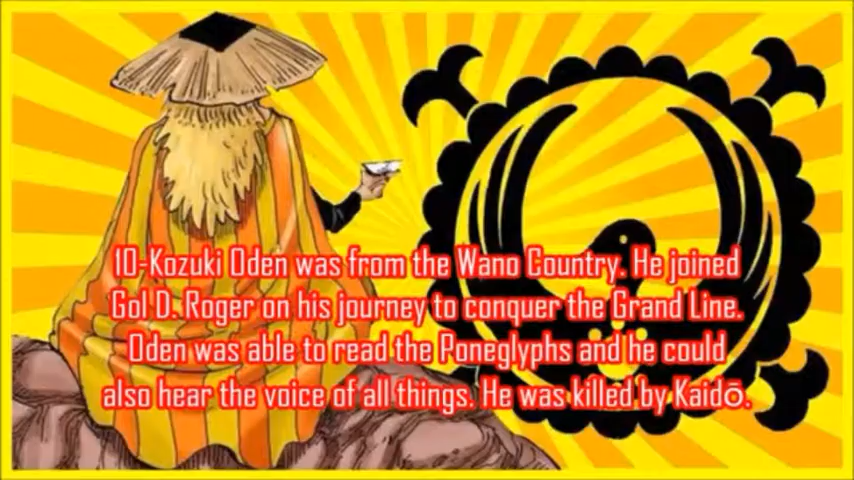 10-Kozuki Oden was from the Wano Country. He joined
Gol D. Roger on his journey to conquer the Grand Line.
Oden was able to read the Poneglyphs and he could
also hear the voice of all things. He was killed by Kaidō.